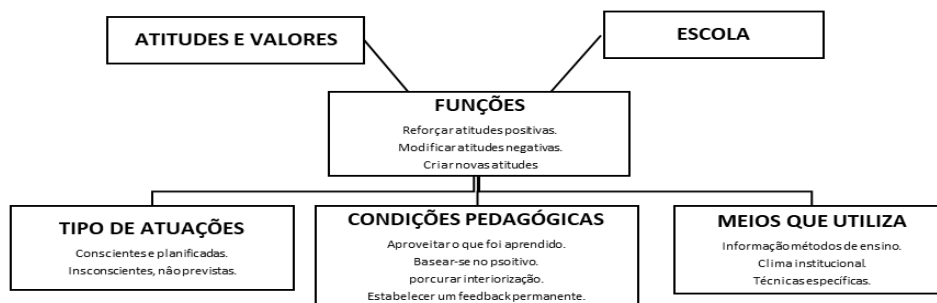 ATITUDES E VALORES
ESCOLA
FUNÇÕES
Reforçar atitudes positivas.
Modificar atitudes negativas.
Criar novas atitudes
TIPO DE ATUAÇÕES
Conscientes e planificadas.
Insconscientes, nâo previstas.
CONDIÇÕES PEDAGÓGICAS
Aproveitar o que foi aprendido.
Basear-se no psoitivo.
porcurar interiorização.
Estabelecer um feedback permanente.
MEIOS QUE UTILIZA
Informação métodos de ensino.
Clima institucional.
Técnicas específicas.